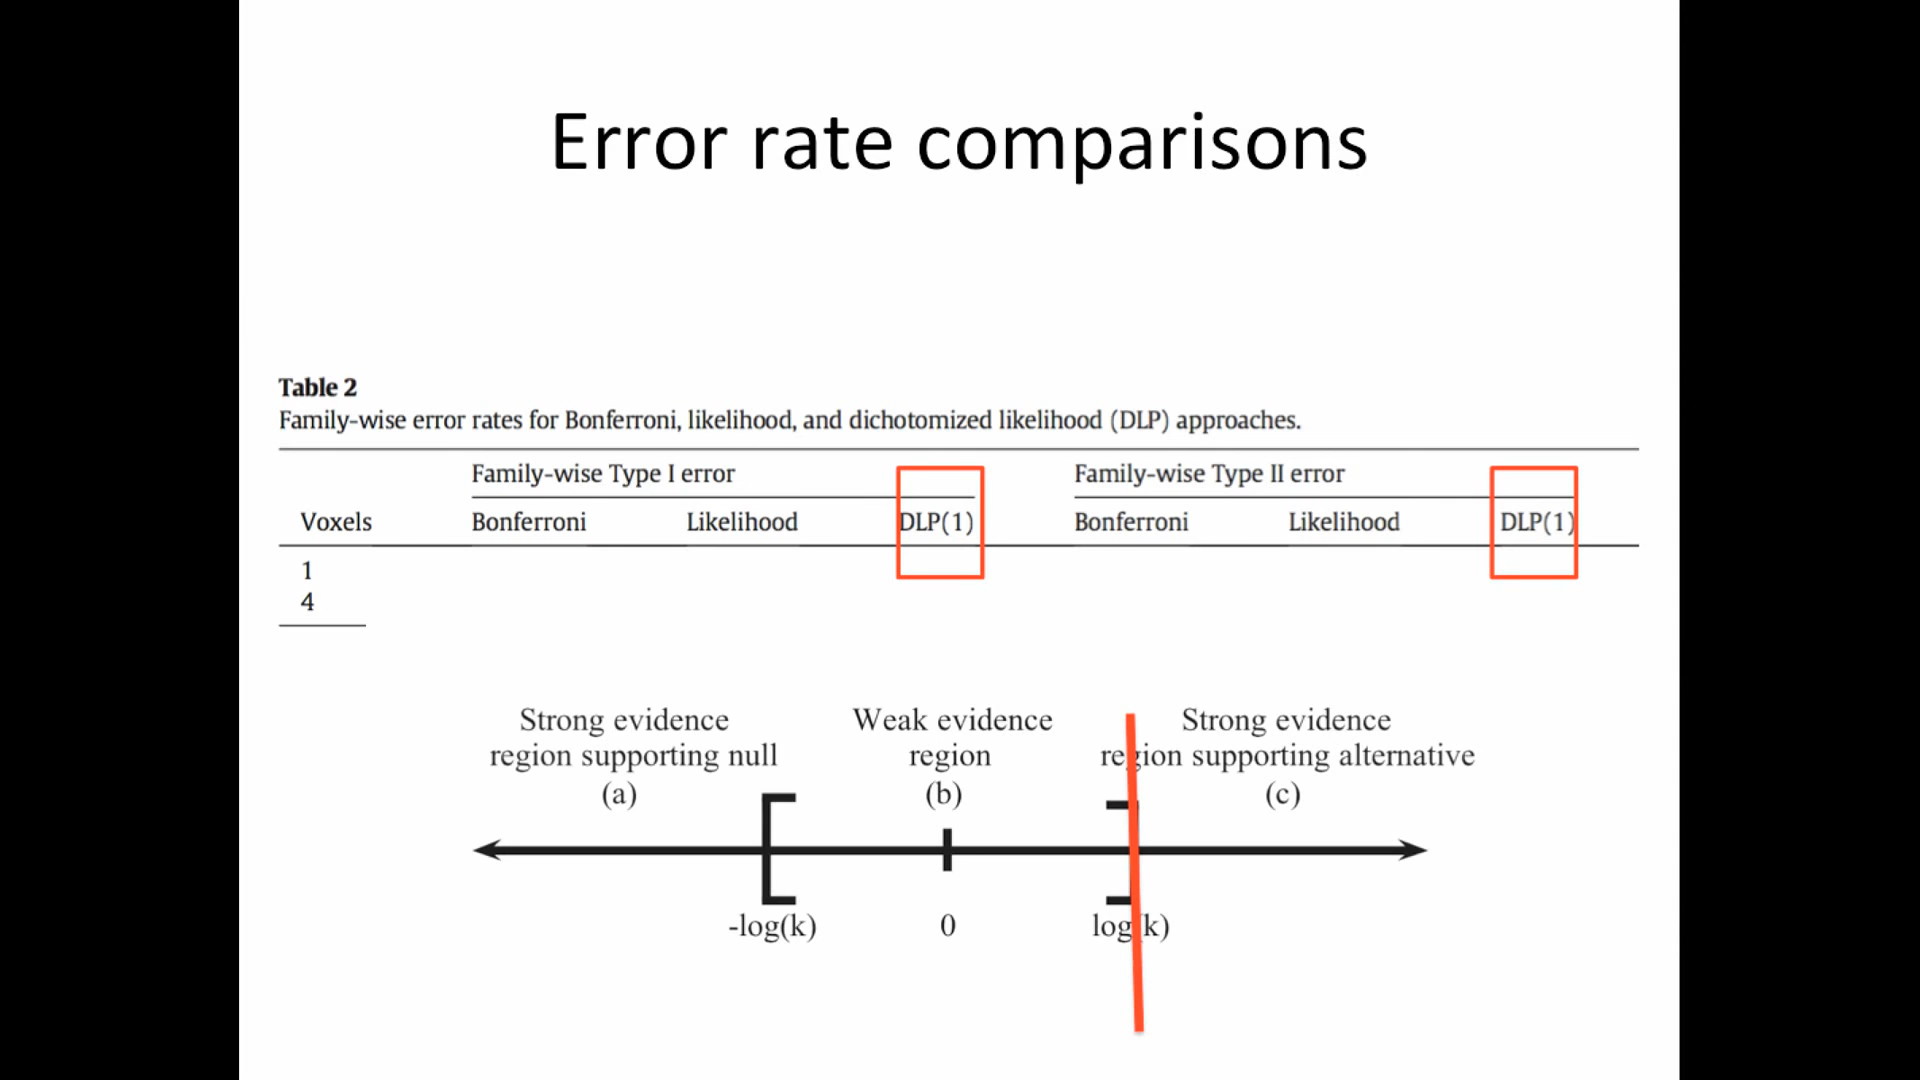 Error rate comparisons
Table 2
Family-wise error rates for Bonferroni, likelihood, and dichotomized likelihood (DLP) approaches.
Family-wise Type I error Family-wise Type II error
Voxels Bonferroni Likelihood DLP(1) Bonferroni Likelihood DLP(1)
1
4
Strong evidence Weak evidence Strong evidence
region supporting null region region supporting alternative
(a) (b) (c)
-log(k) 0 log(k)